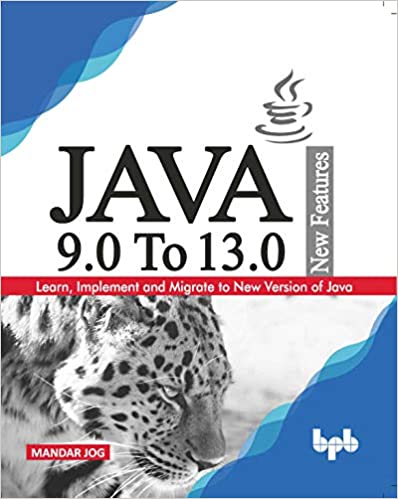 JAVA
9.0 To 13.0
New Features
Learn, Implement and Migrate to New Version of Java
MANDAR JOG
bpb